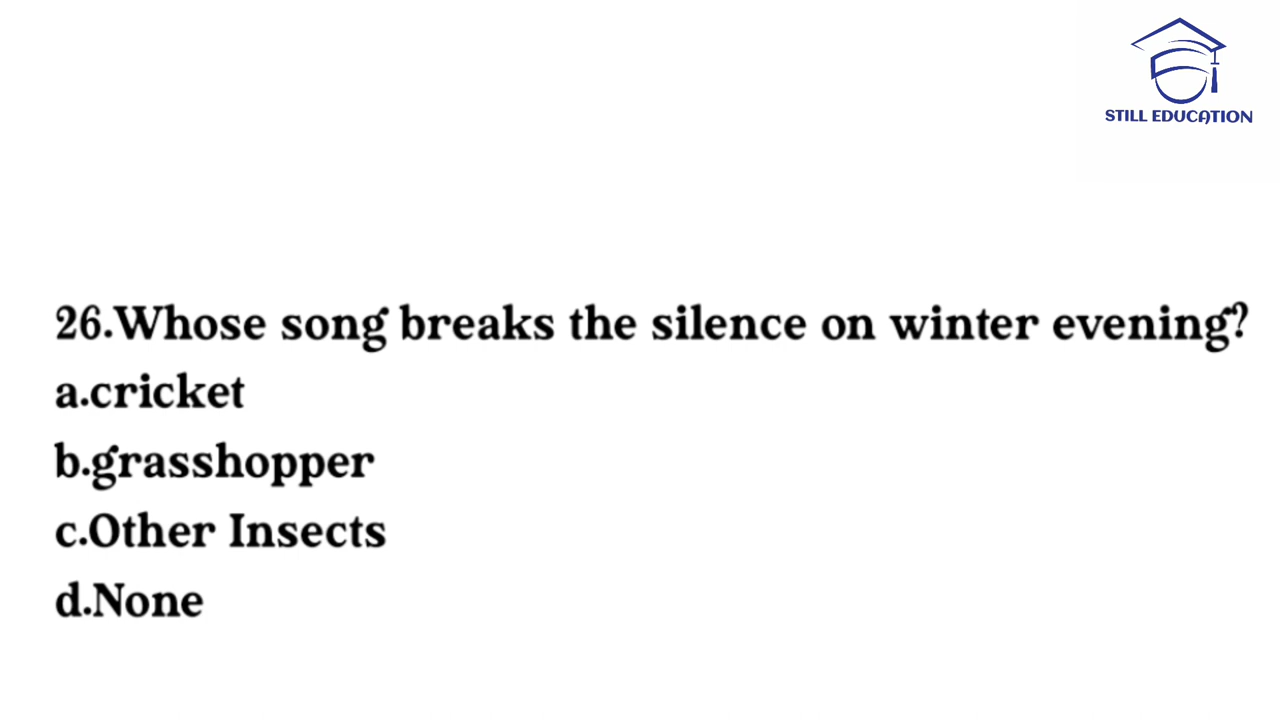 STILL EDUCATION
26.Whose song breaks the silence on winter evening?
a.cricket
b.grasshopper
c.Other Insects
d.None